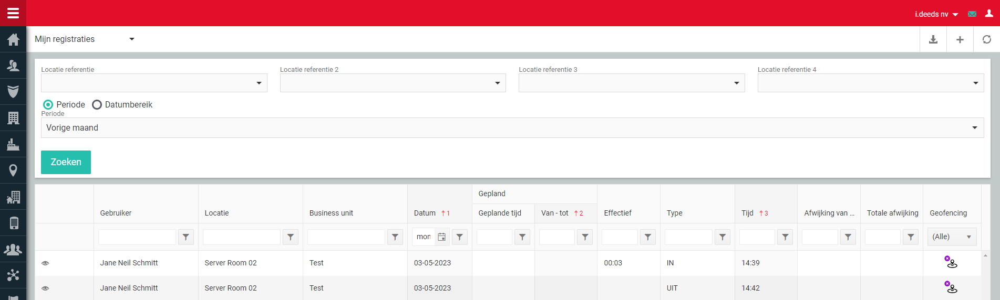 i.deeds nv
Mijn registraties
Locatie referentie
Locatie referentie 2
Locatie referentie 3
Locatie referentie 4
Periode
Datumbereik
Periode
Vorige maand
Zoeken
Gepland
Gebruiker
Locatie
Business unit
Datum 1
Geplande tijd
Van - tot 2
Effectief
Type
Tijd 3
Afwijking van ...
Totale afwijking
Geofencing
mon
(Alle)
Jane Neil Schmitt Server Room 02 Test 03-05-2023 00:03 IN 14:39
Jane Neil Schmitt Server Room 02 Test 03-05-2023 UIT 14:42